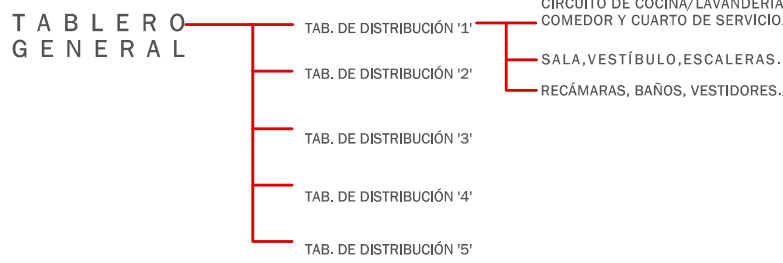 TABLERO
GENERAL
TAB. DE DISTRIBUCIÓN '1'
CIRCUITO DE COCINA/LAVANDERÍA
COMEDOR Y CUARTO DE SERVICIO.
SALA,VESTÍBULO,ESCALERAS.
RECÁMARAS, BAÑOS, VESTIDORES.
TAB. DE DISTRIBUCIÓN '2'
TAB. DE DISTRIBUCIÓN '3'
TAB. DE DISTRIBUCIÓN '4'
TAB. DE DISTRIBUCIÓN '5'